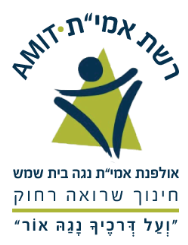 רשת אמי"ת • AMIT
אולפנת אמי"ת נגה בית שמש
חינוך שרואה רחוק
"וְעַל דְּרָכֶיךָ נָגַהּ אוֹר"